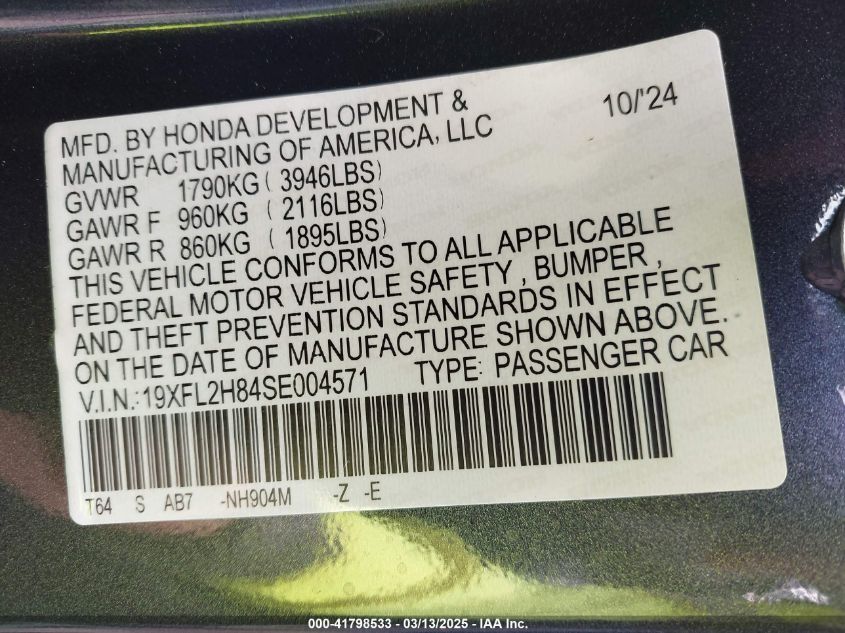 MFD. BY HONDA DEVELOPMENT & 10/'24
MANUFACTURING OF AMERICA, LLC
GVWR 1790KG ( 3946LBS)
GAWR F 960KG ( 2116LBS)
GAWR R 860KG ( 1895LBS)
THIS VEHICLE CONFORMS TO ALL APPLICABLE
FEDERAL MOTOR VEHICLE SAFETY , BUMPER ,
AND THEFT PREVENTION STANDARDS IN EFFECT
ON THE DATE OF MANUFACTURE SHOWN ABOVE.
V.I.N.:19XFL2H84SE004571 TYPE: PASSENGER CAR
T64 S AB7 -NH904M -Z -E
000-41798533 - 03/13/2025 - IAA Inc.